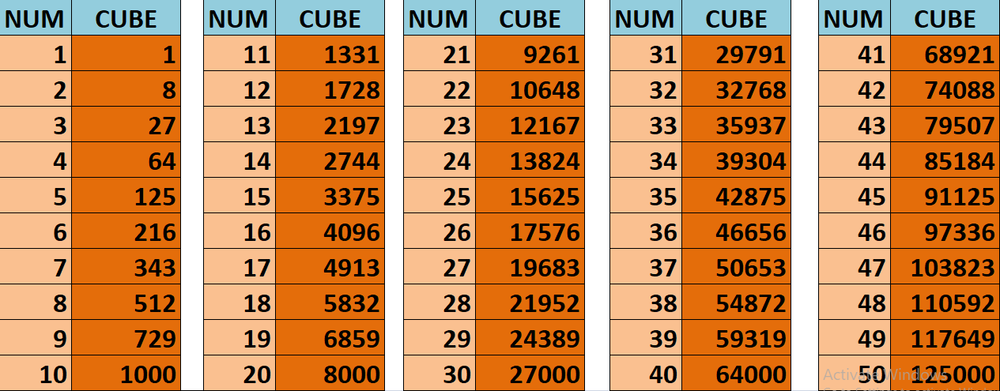 NUM CUBE NUM CUBE NUM CUBE NUM CUBE NUM CUBE
1 1 11 1331 21 9261 31 29791 41 68921
2 8 12 1728 22 10648 32 32768 42 74088
3 27 13 2197 23 12167 33 35937 43 79507
4 64 14 2744 24 13824 34 39304 44 85184
5 125 15 3375 25 15625 35 42875 45 91125
6 216 16 4096 26 17576 36 46656 46 97336
7 343 17 4913 27 19683 37 50653 47 103823
8 512 18 5832 28 21952 38 54872 48 110592
9 729 19 6859 29 24389 39 59319 49 117649
10 1000 20 8000 30 27000 40 64000 50 125000
Activate Windows